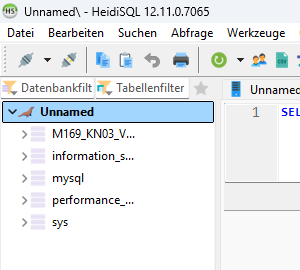 Unnamed\ - HeidiSQL 12.11.0.7065
Datei Bearbeiten Suchen Abfrage Werkzeuge
Datenbankfilt Tabellenfilter Unnamed
Unnamed 1 SEL
M169_KN03_V...
information_s...
mysql
performance_...
sys